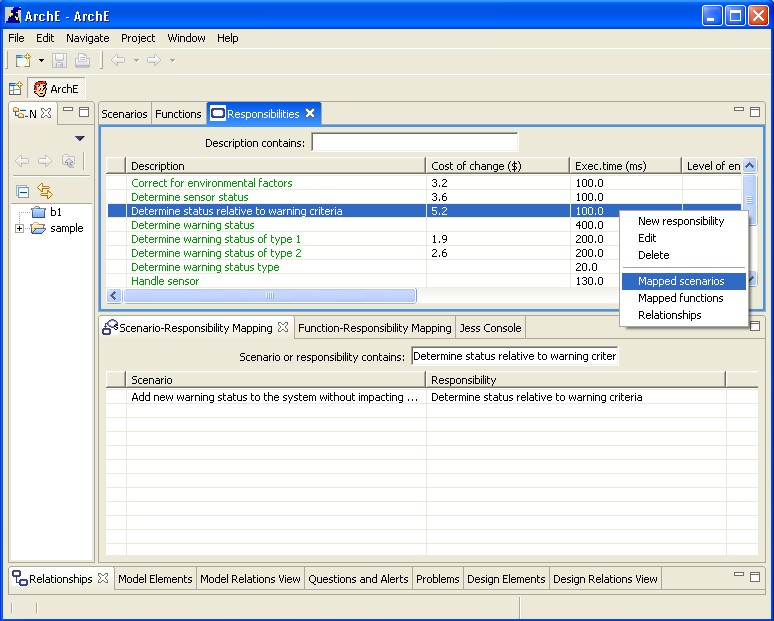 ArchE - ArchE
File Edit Navigate Project Window Help
ArchE
N
Scenarios Functions Responsibilities
Description contains:
Description Cost of change ($) Exec.time (ms) Level of en
Correct for environmental factors 3.2 100.0
Determine sensor status 3.6 100.0
Determine status relative to warning criteria 5.2 100.0
Determine warning status 400.0
Determine warning status of type 1 1.9 200.0
Determine warning status of type 2 2.6 200.0
Determine warning status type 20.0
Handle sensor 130.0
b1
sample
New responsibility
Edit
Delete
Mapped scenarios
Mapped functions
Relationships
Scenario-Responsibility Mapping Function-Responsibility Mapping Jess Console
Scenario or responsibility contains: Determine status relative to warning criter
Scenario Responsibility
Add new warning status to the system without impacting ... Determine status relative to warning criteria
Relationships Model Elements Model Relations View Questions and Alerts Problems Design Elements Design Relations View